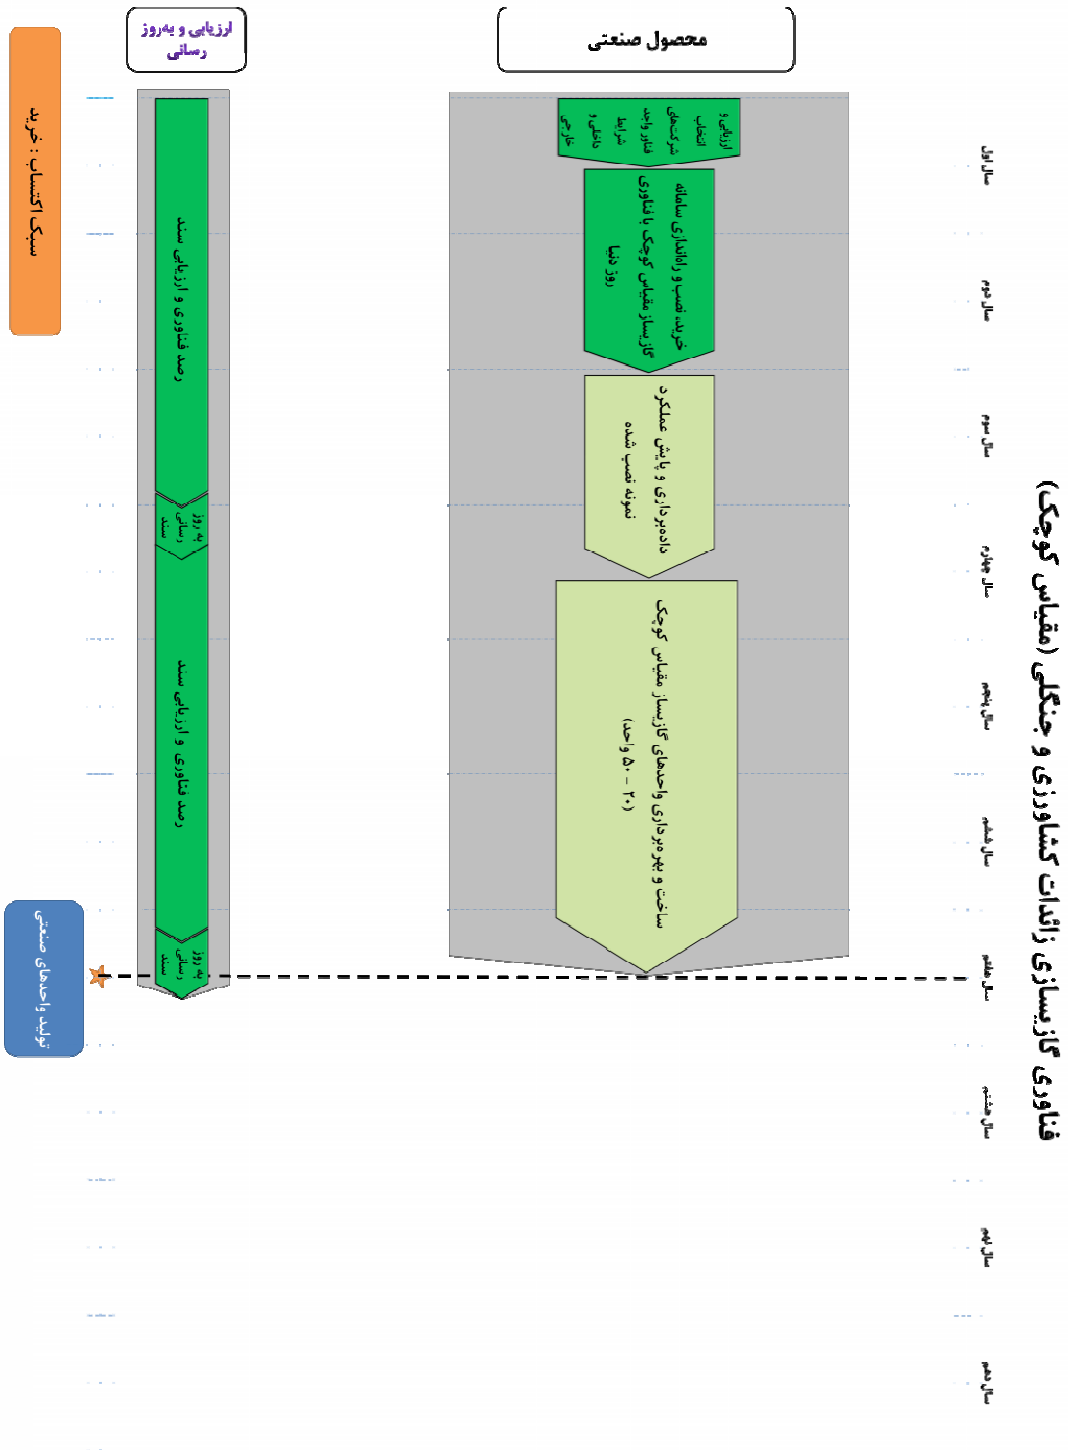 فناوری گازیسازی زائدات کشاورزی و جنگلی (مقیاس کوچک)
سال اول
سال دوم
سال سوم
سال چهارم
سال پنجم
سال ششم
سال هفتم
سال هشتم
سال نهم
سال دهم
محصول صنعتی
ارزیابی و
انتخاب
شرکت‌های
فناور واجد
شرایط
داخلی و
خارجی
خرید، نصب و راه‌اندازی سامانه
گازیساز مقیاس کوچک با فناوری
روز دنیا
داده‌برداری و پایش عملکرد
نمونه نصب شده
ساخت و بهره‌برداری واحدهای گازیساز مقیاس کوچک
(۲۰ – ۵۰ واحد)
ارزیابی و به‌روز
رسانی
رصد فناوری و ارزیابی سند
به روز
رسانی
سند
رصد فناوری و ارزیابی سند
به روز
رسانی
سند
سبک اکتساب : خرید
تولید واحدهای صنعتی